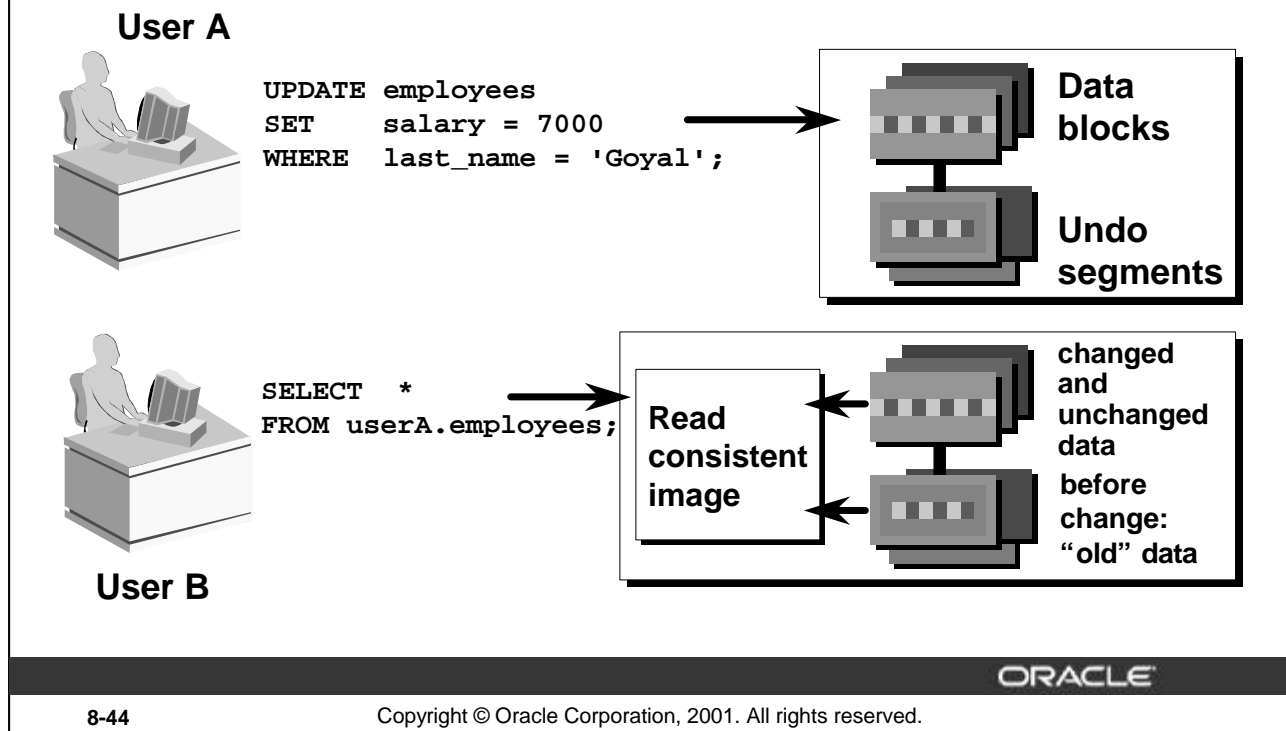 User A
UPDATE employees
SET    salary = 7000
WHERE  last_name = 'Goyal';
Data
blocks
Undo
segments
SELECT  *
FROM userA.employees;
Read
consistent
image
changed
and
unchanged
data
before
change:
“old” data
User B
ORACLE
8-44
Copyright © Oracle Corporation, 2001. All rights reserved.